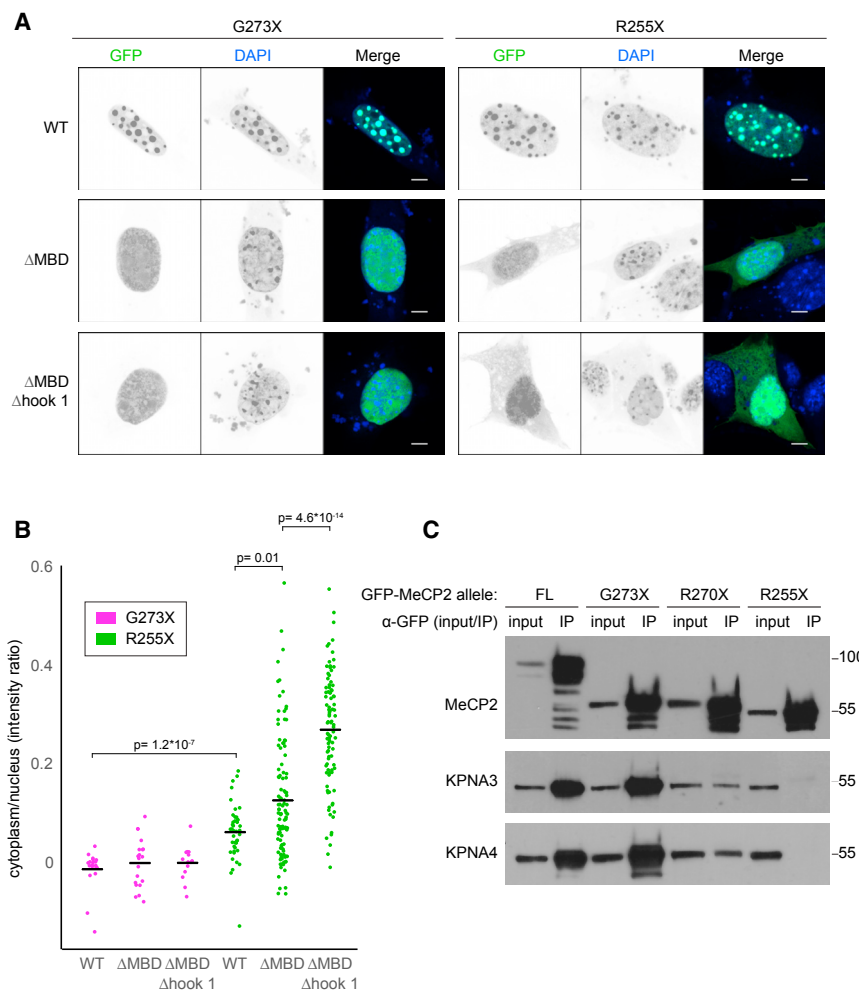 A
G273X R255X
GFP DAPI Merge GFP DAPI Merge
WT
ΔMBD
ΔMBD
Δhook 1
B
p= 4.6*10-14
p= 0.01
0.6
G273X
R255X
0.4
p= 1.2*10-7
0.2
0
cytoplasm/nucleus (intensity ratio)
WT ΔMBD ΔMBD WT ΔMBD ΔMBD
Δhook 1 Δhook 1
C
GFP-MeCP2 allele: FL G273X R270X R255X
α-GFP (input/IP) input IP input IP input IP input IP
100
MeCP2 55
KPNA3 55
KPNA4 55